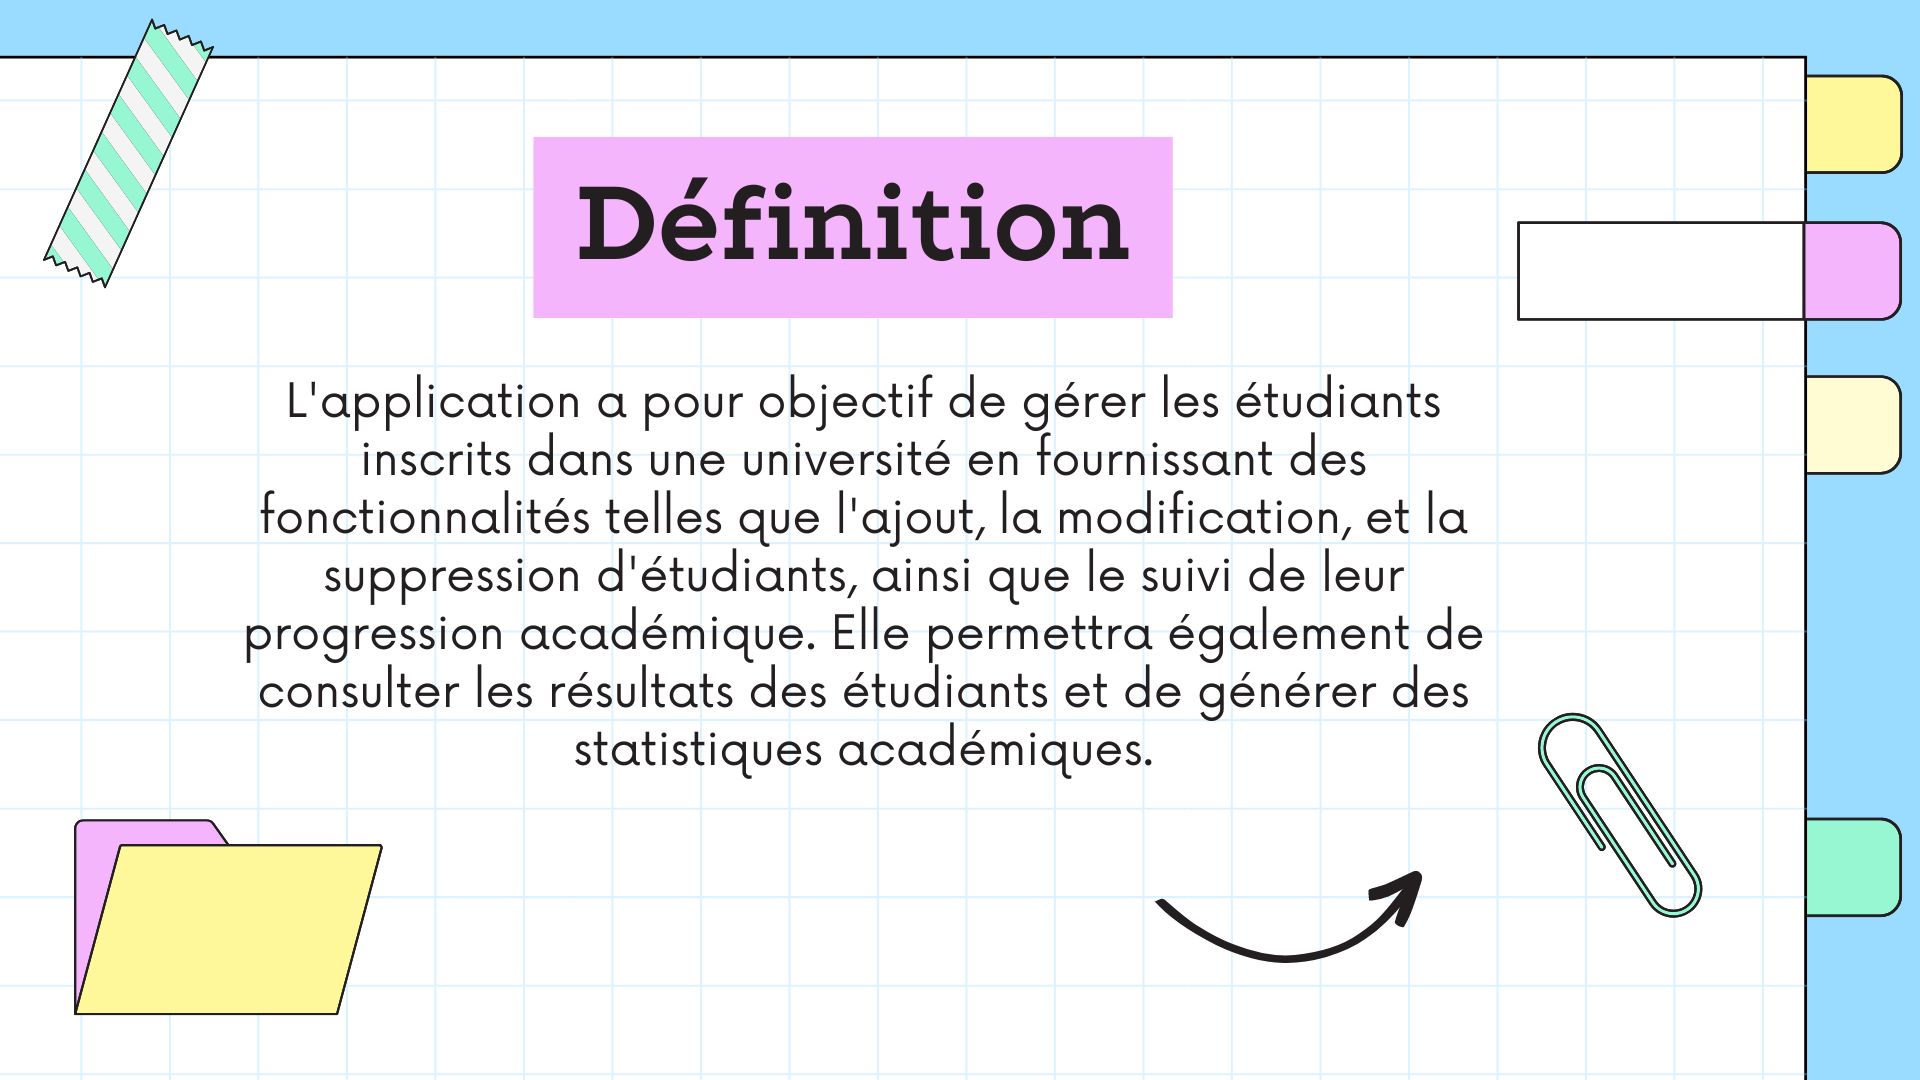 Définition
L'application a pour objectif de gérer les étudiants
inscrits dans une université en fournissant des
fonctionnalités telles que l'ajout, la modification, et la
suppression d'étudiants, ainsi que le suivi de leur
progression académique. Elle permettra également de
consulter les résultats des étudiants et de générer des
statistiques académiques.